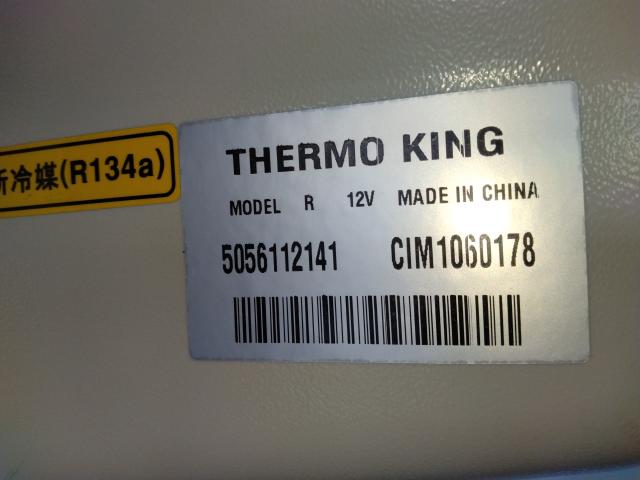 新冷媒(R134a)
THERMO KING
MODEL R 12V MADE IN CHINA
5056112141 CIM1060178